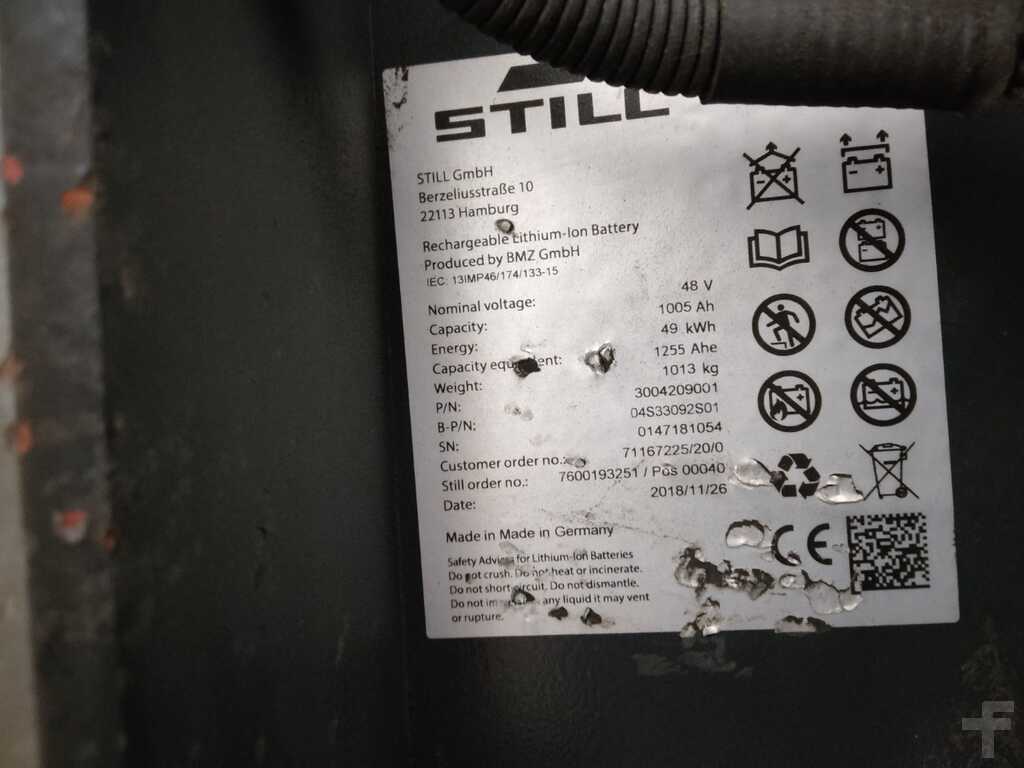 STILL
STILL GmbH
Berzeliusstraße 10
22113 Hamburg
Rechargeable Lithium-Ion Battery
Produced by BMZ GmbH
IEC: 13IMP46/174/133-15
Nominal voltage: 48 V
Capacity: 1005 Ah
Energy: 49 kWh
Capacity equivalent: 1255 Ahe
Weight: 1013 kg
P/N: 3004209001
B-P/N: 04S33092S01
SN: 0147181054
Customer order no.: 71167225/20/0
Still order no.: 7600193251 / Pos 00040
Date: 2018/11/26
Made in Made in Germany
Safety Advice for Lithium-Ion Batteries
Do not crush. Do not heat or incinerate.
Do not short circuit. Do not dismantle.
Do not any liquid it may vent
or rupture.
CE